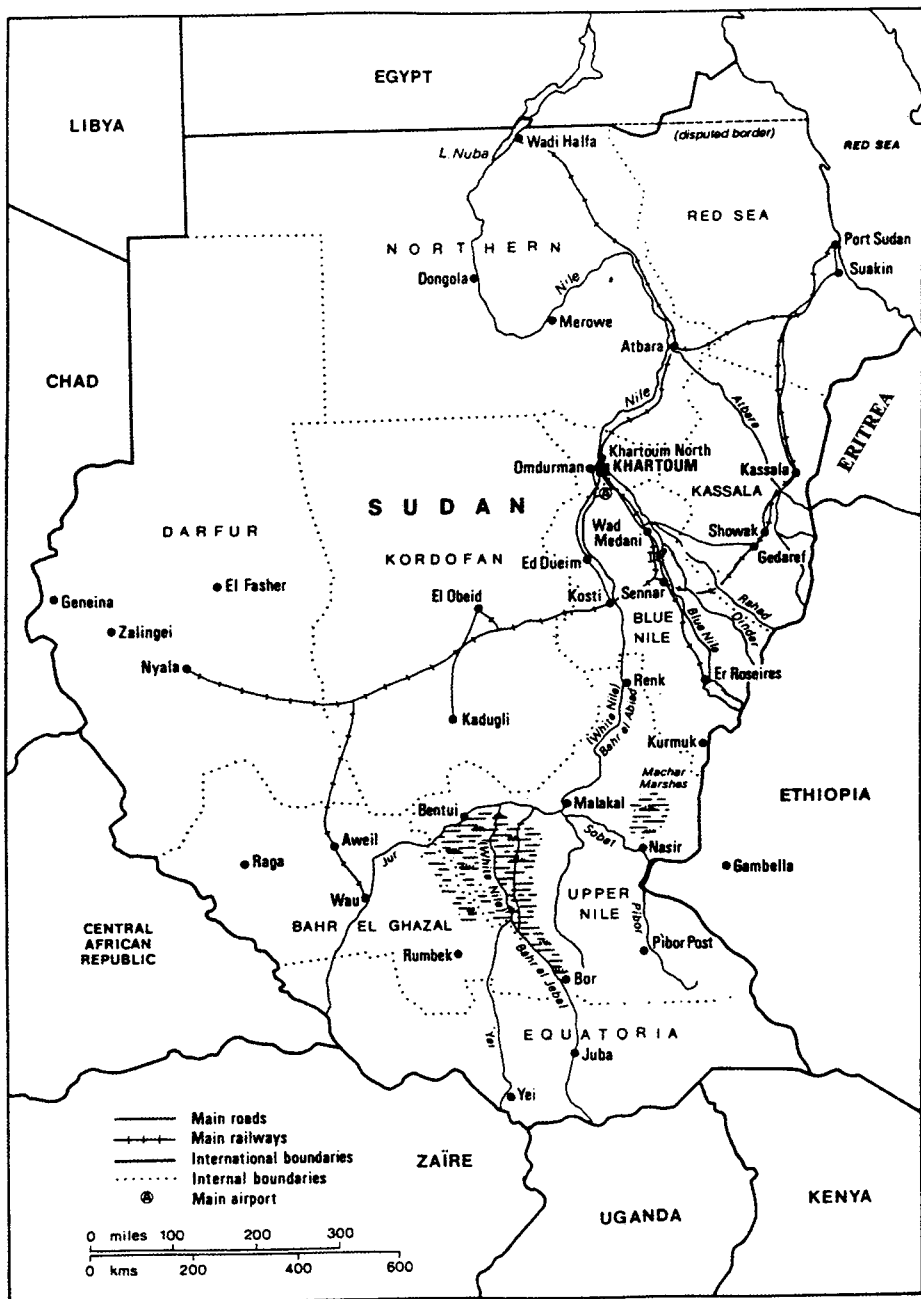 EGYPT
LIBYA
(disputed border)
RED SEA
L. Nuba
Wadi Halfa
RED SEA
NORTHERN
Port Sudan
Suakin
Dongola
Nile
Merowe
Atbara
CHAD
Nile
Atbara
ERITREA
Khartoum North
Omdurman
KHARTOUM
Kassala
KASSALA
SUDAN
DARFUR
Wad
Medani
Showak
Gedaref
KORDOFAN
Ed Dueim
El Fasher
Geneina
El Obeid
Kosti
Sennar
Rahad
Dinder
Zalingei
BLUE
NILE
Blue Nile
Nyala
Renk
Er Roseires
Kadugli
(White Nile)
Bahr el Abiad
Kurmuk
Machar
Marshes
ETHIOPIA
Bentui
Malakal
Sobat
Aweil
Jur
(White Nile)
Nasir
Raga
Gambella
Wau
UPPER
NILE
Pibor
BAHR EL GHAZAL
CENTRAL
AFRICAN
REPUBLIC
Rumbek
Pibor Post
Bahr el Jebel
Bor
EQUATORIA
Yei
Juba
Yei
Main roads
Main railways
International boundaries
Internal boundaries
A Main airport
ZAÏRE
UGANDA
KENYA
0 miles 100 200 300
0 kms 200 400 600